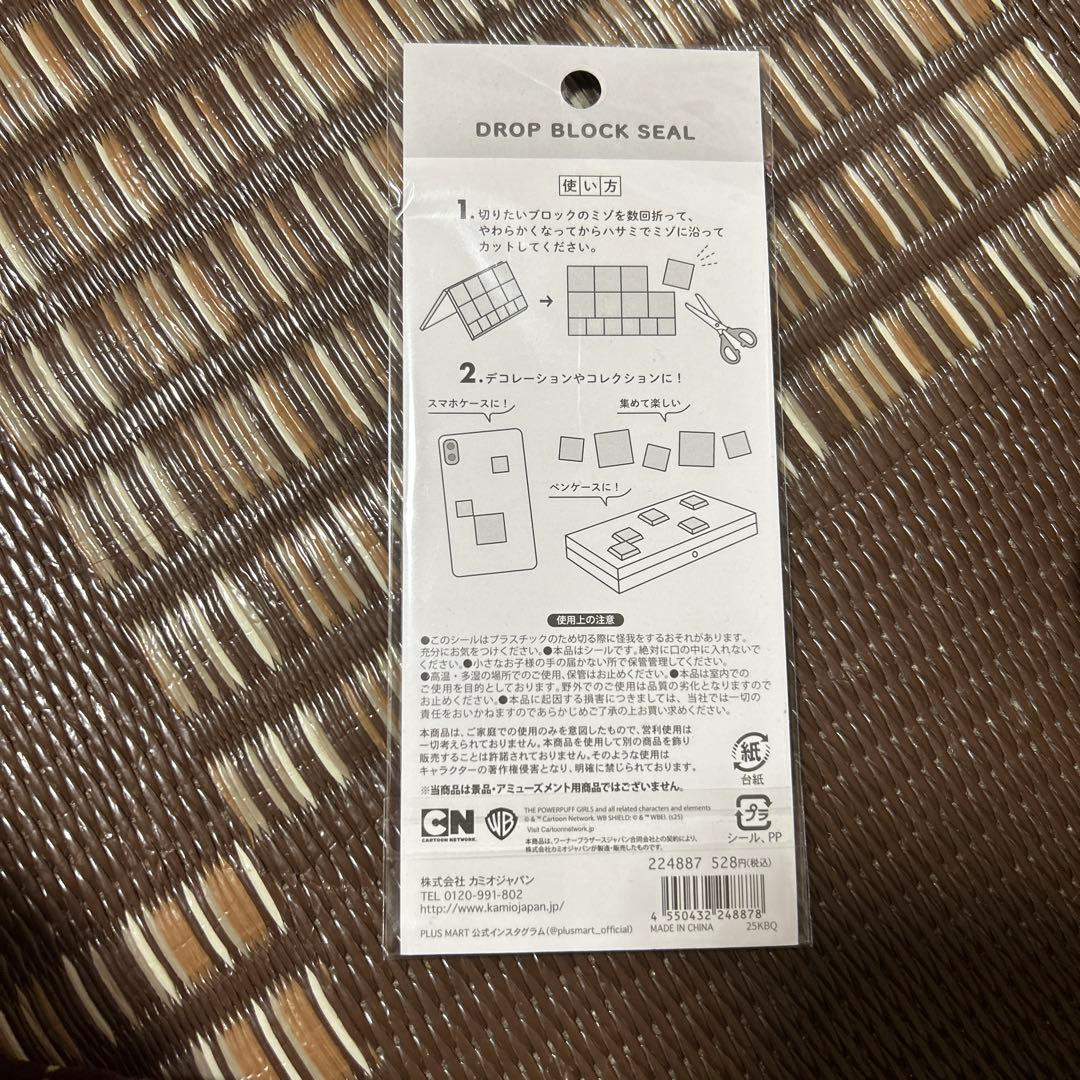 DROP BLOCK SEAL
使い方
1.切りたいブロックのミゾを数回折って、
やわらかくなってからハサミでミゾに沿って
カットしてください。
2.デコレーションやコレクションに！
スマホケースに！
集めて楽しい
ペンケースに！
使用上の注意
●このシールはプラスチックのため切る際に怪我をするおそれがあります。
充分にお気をつけください。●本品はシールです。絶対に口の中に入れないで
ください。●小さなお子様の手の届かない所で保管管理してください。
●高温・多湿の場所でのご使用、保管はお止めください。●本品は室内での
ご使用を目的としております。野外でのご使用は品質の劣化となりますので
お止めください。●本品に起因する損害につきましては、当社では一切の
責任をおいかねますのであらかじめご了承の上お買い求めください。
本商品は、ご家庭での使用のみを意図したもので、営利使用は
一切考えられておりません。本商品を使用して別の商品を飾り
販売することは許諾されておりません。そのような使用は
キャラクターの著作権侵害となり、明確に禁じられております。
※当商品は景品・アミューズメント用商品ではございません。
紙
台紙
プラ
シール、PP
CN
CARTOON NETWORK
WB
THE POWERPUFF GIRLS and all related characters and elements
© & ™ Cartoon Network. WB SHIELD: © & ™ WBEI. (s25)
Visit Cartoonnetwork.jp
本商品は、ワーナーブラザースジャパン合同会社との契約により、
株式会社カミオジャパンが製造・販売したものです。
224887 528円(税込)
株式会社 カミオジャパン
TEL 0120-991-802
http://www.kamiojapan.jp/
PLUS MART 公式インスタグラム(@plusmart_official)
4 550432 248878
MADE IN CHINA 25KBQ